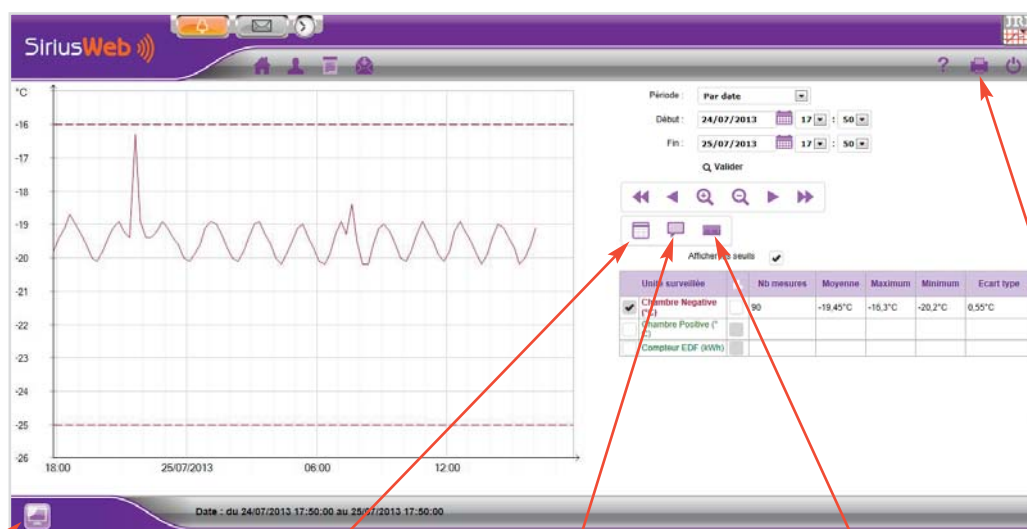 SiriusWeb
JRI
?
°C
-16
-17
-18
-19
-20
-21
-22
-23
-24
-25
-26
18:00 25/07/2013 06:00 12:00
Période : Par date
Début : 24/07/2013 17 : 50
Fin : 25/07/2013 17 : 50
Valider
Afficher seuils
Unité surveillée Nb mesures Moyenne Maximum Minimum Ecart type
Chambre Negative (°C) 90 -19,45°C -16,3°C -20,2°C 0,55°C
Chambre Positive (°C)
Compteur EDF (kWh)
Date : du 24/07/2013 17:50:00 au 25/07/2013 17:50:00